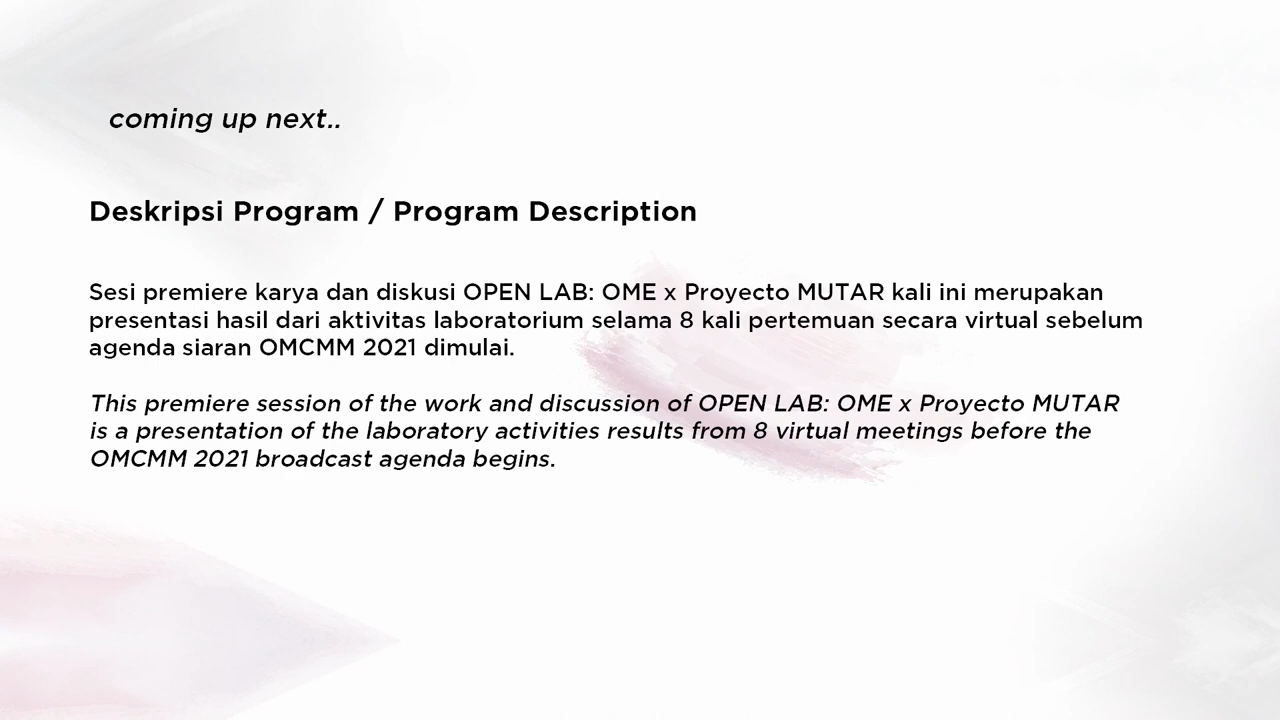 coming up next..
Deskripsi Program / Program Description
Sesi premiere karya dan diskusi OPEN LAB: OME x Proyecto MUTAR kali ini merupakan
presentasi hasil dari aktivitas laboratorium selama 8 kali pertemuan secara virtual sebelum
agenda siaran OMCMM 2021 dimulai.
This premiere session of the work and discussion of OPEN LAB: OME x Proyecto MUTAR
is a presentation of the laboratory activities results from 8 virtual meetings before the
OMCMM 2021 broadcast agenda begins.